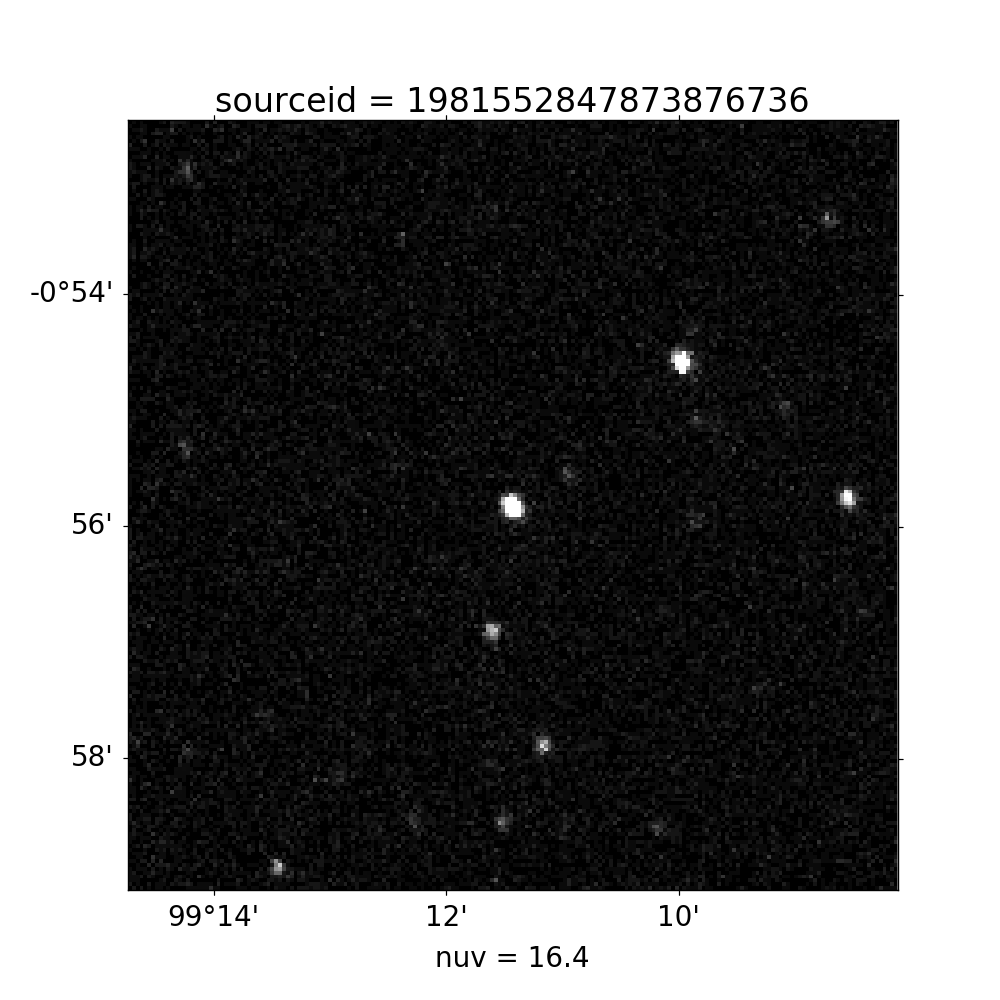 sourceid = 1981552847873876736
-0°54'
56'
58'
99°14' 12' 10'
nuv = 16.4